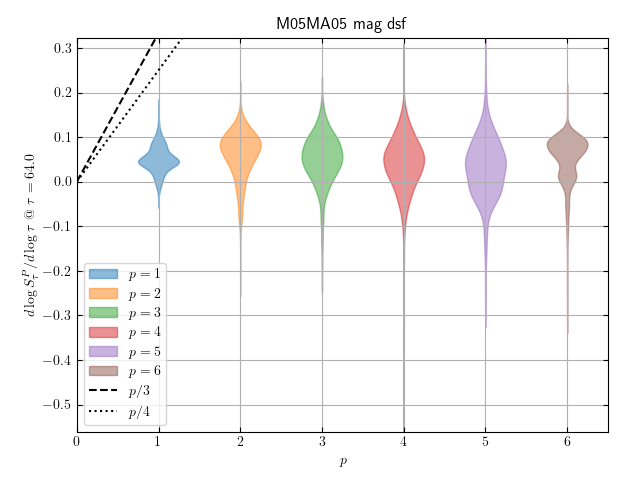 M05MA05 mag dsf
d log S_τ^P / d log τ @ τ = 64.0
0.3
0.2
0.1
0.0
−0.1
−0.2
−0.3
−0.4
−0.5
p = 1
p = 2
p = 3
p = 4
p = 5
p = 6
p/3
p/4
0 1 2 3 4 5 6
p